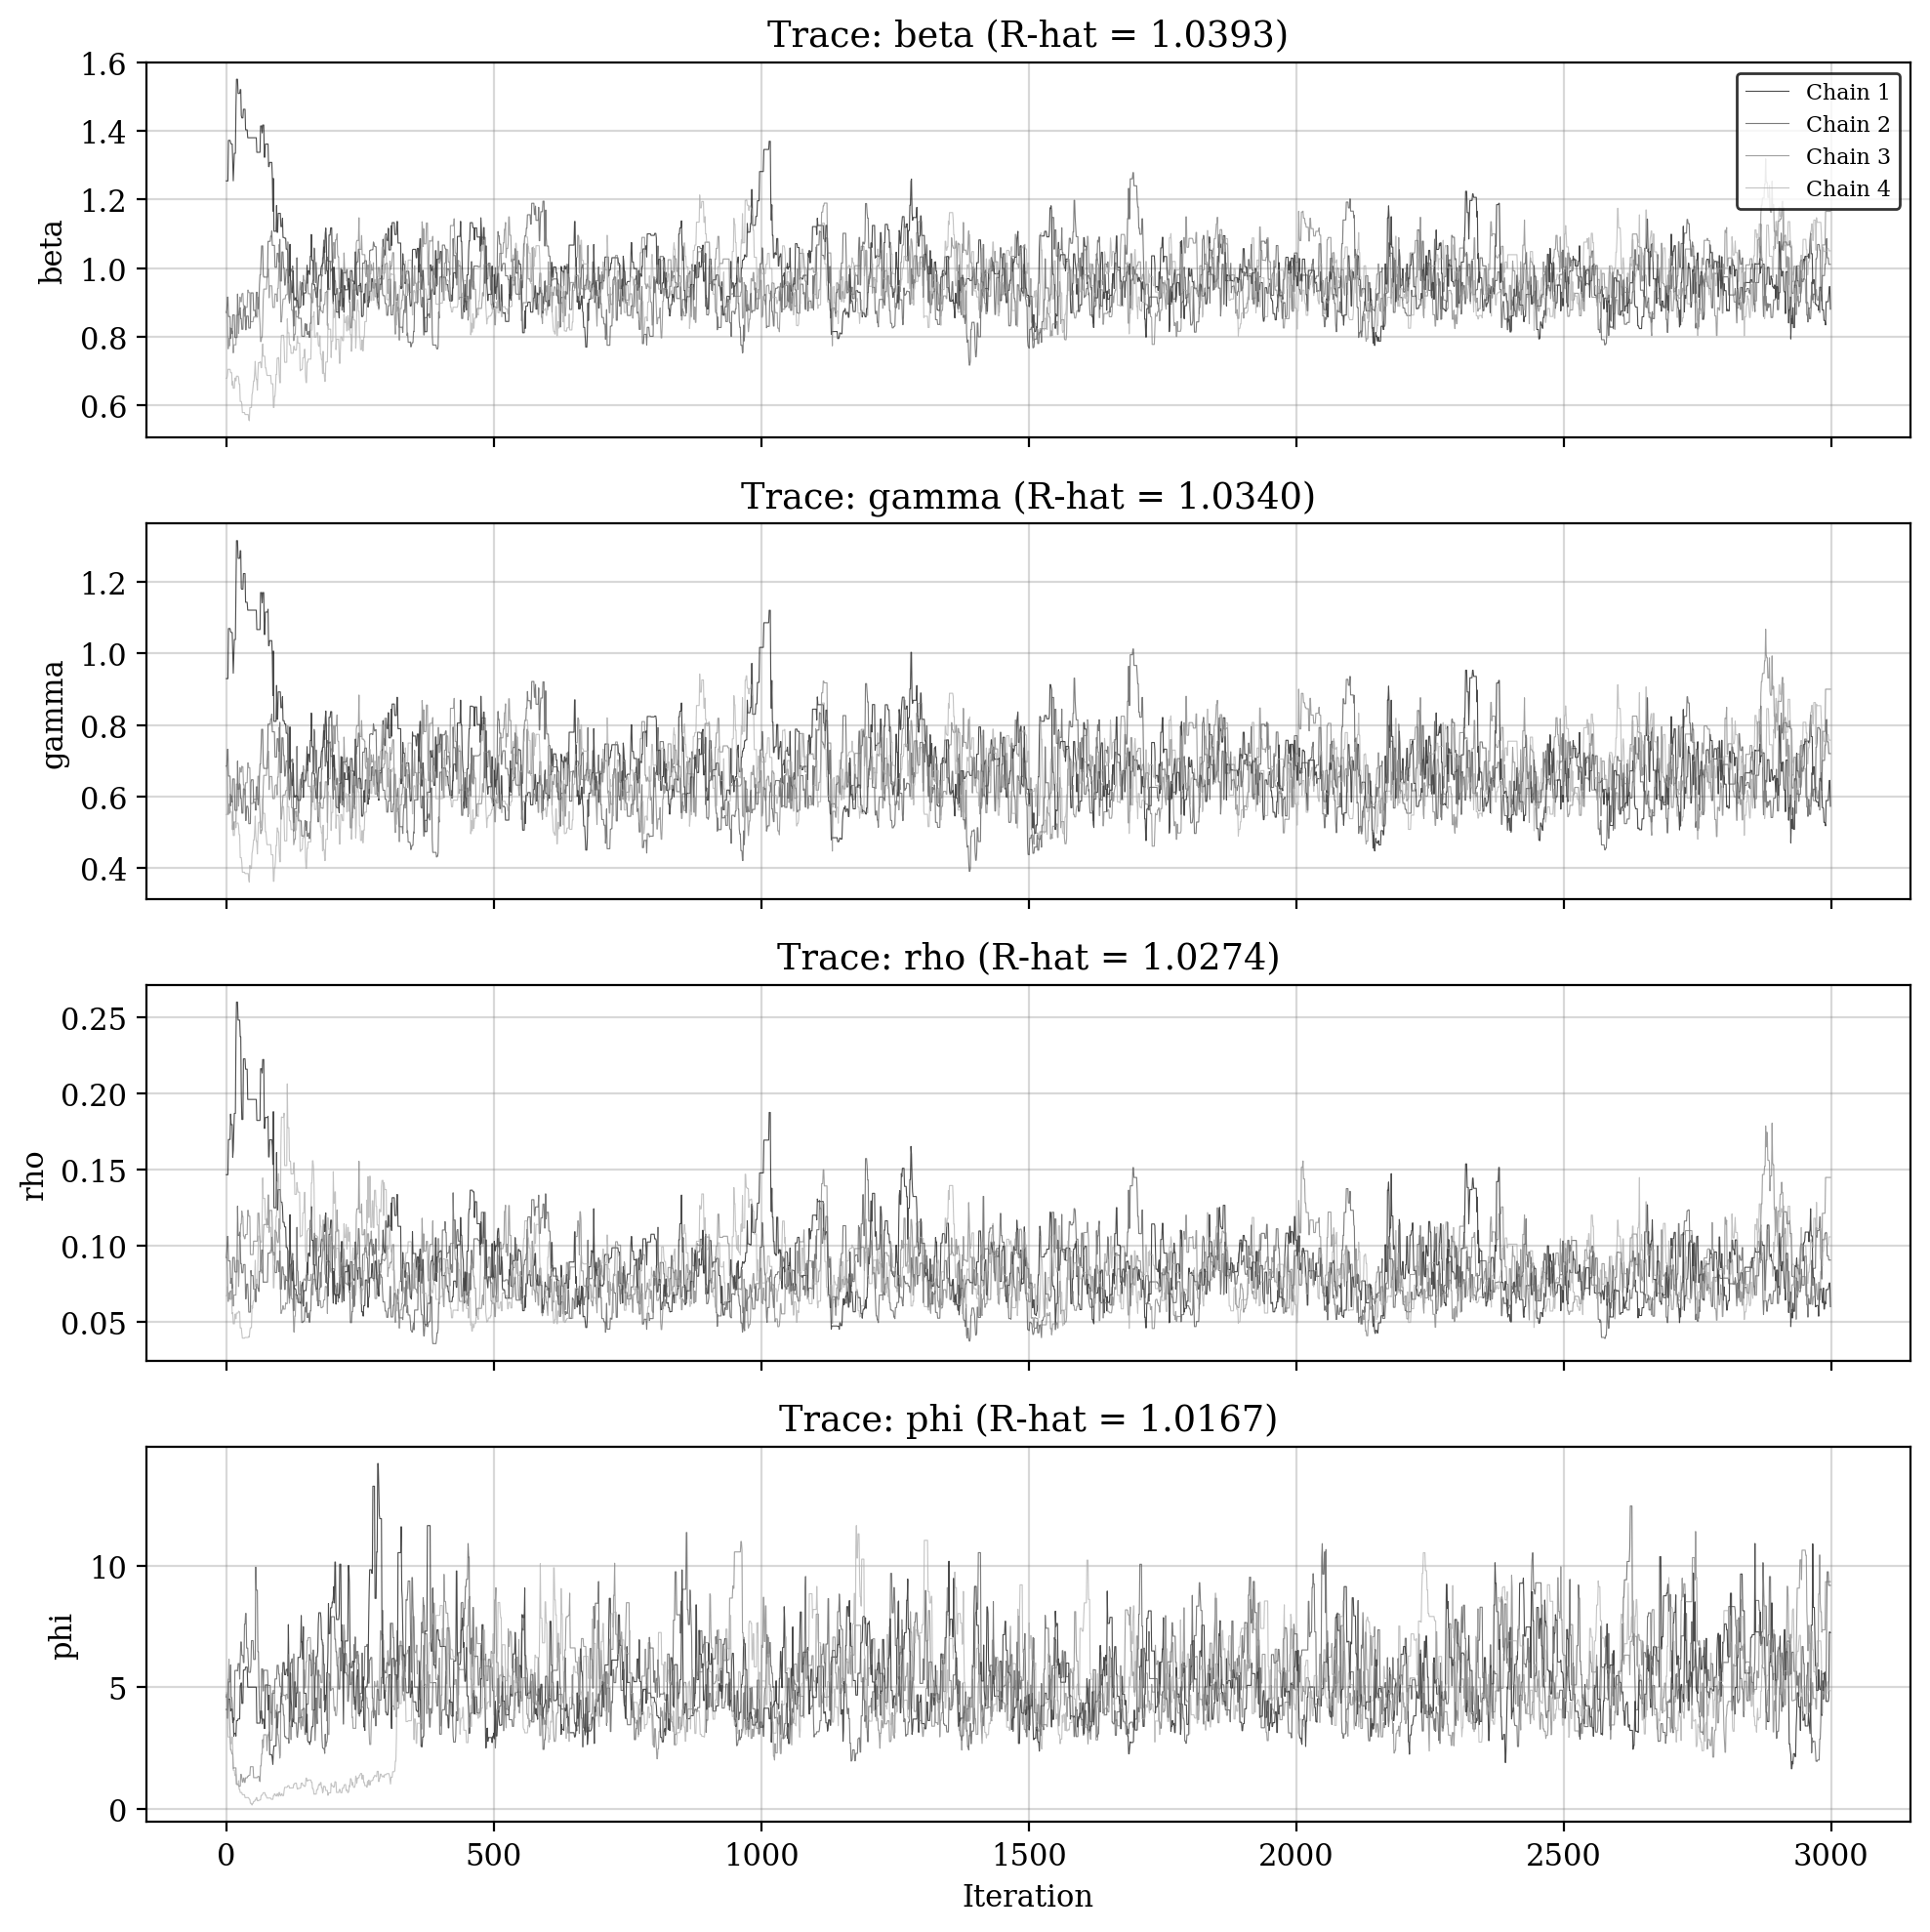 Trace: beta (R-hat = 1.0393)
1.6
1.4
1.2
1.0
0.8
0.6
beta
Chain 1
Chain 2
Chain 3
Chain 4
Trace: gamma (R-hat = 1.0340)
1.2
1.0
0.8
0.6
0.4
gamma
Trace: rho (R-hat = 1.0274)
0.25
0.20
0.15
0.10
0.05
rho
Trace: phi (R-hat = 1.0167)
10
5
0
phi
0 500 1000 1500 2000 2500 3000
Iteration